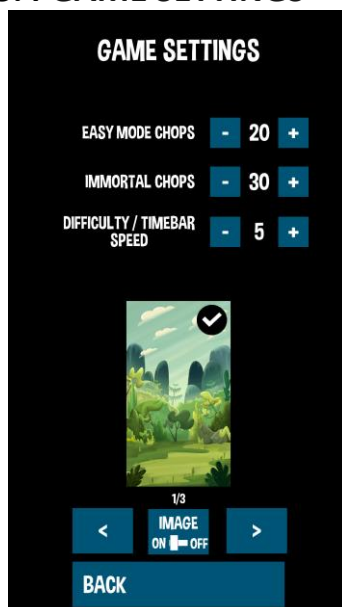 GAME SETTINGS
EASY MODE CHOPS - 20 +
IMMORTAL CHOPS - 30 +
DIFFICULTY / TIMEBAR
SPEED - 5 +
1/3
< IMAGE >
ON OFF
BACK